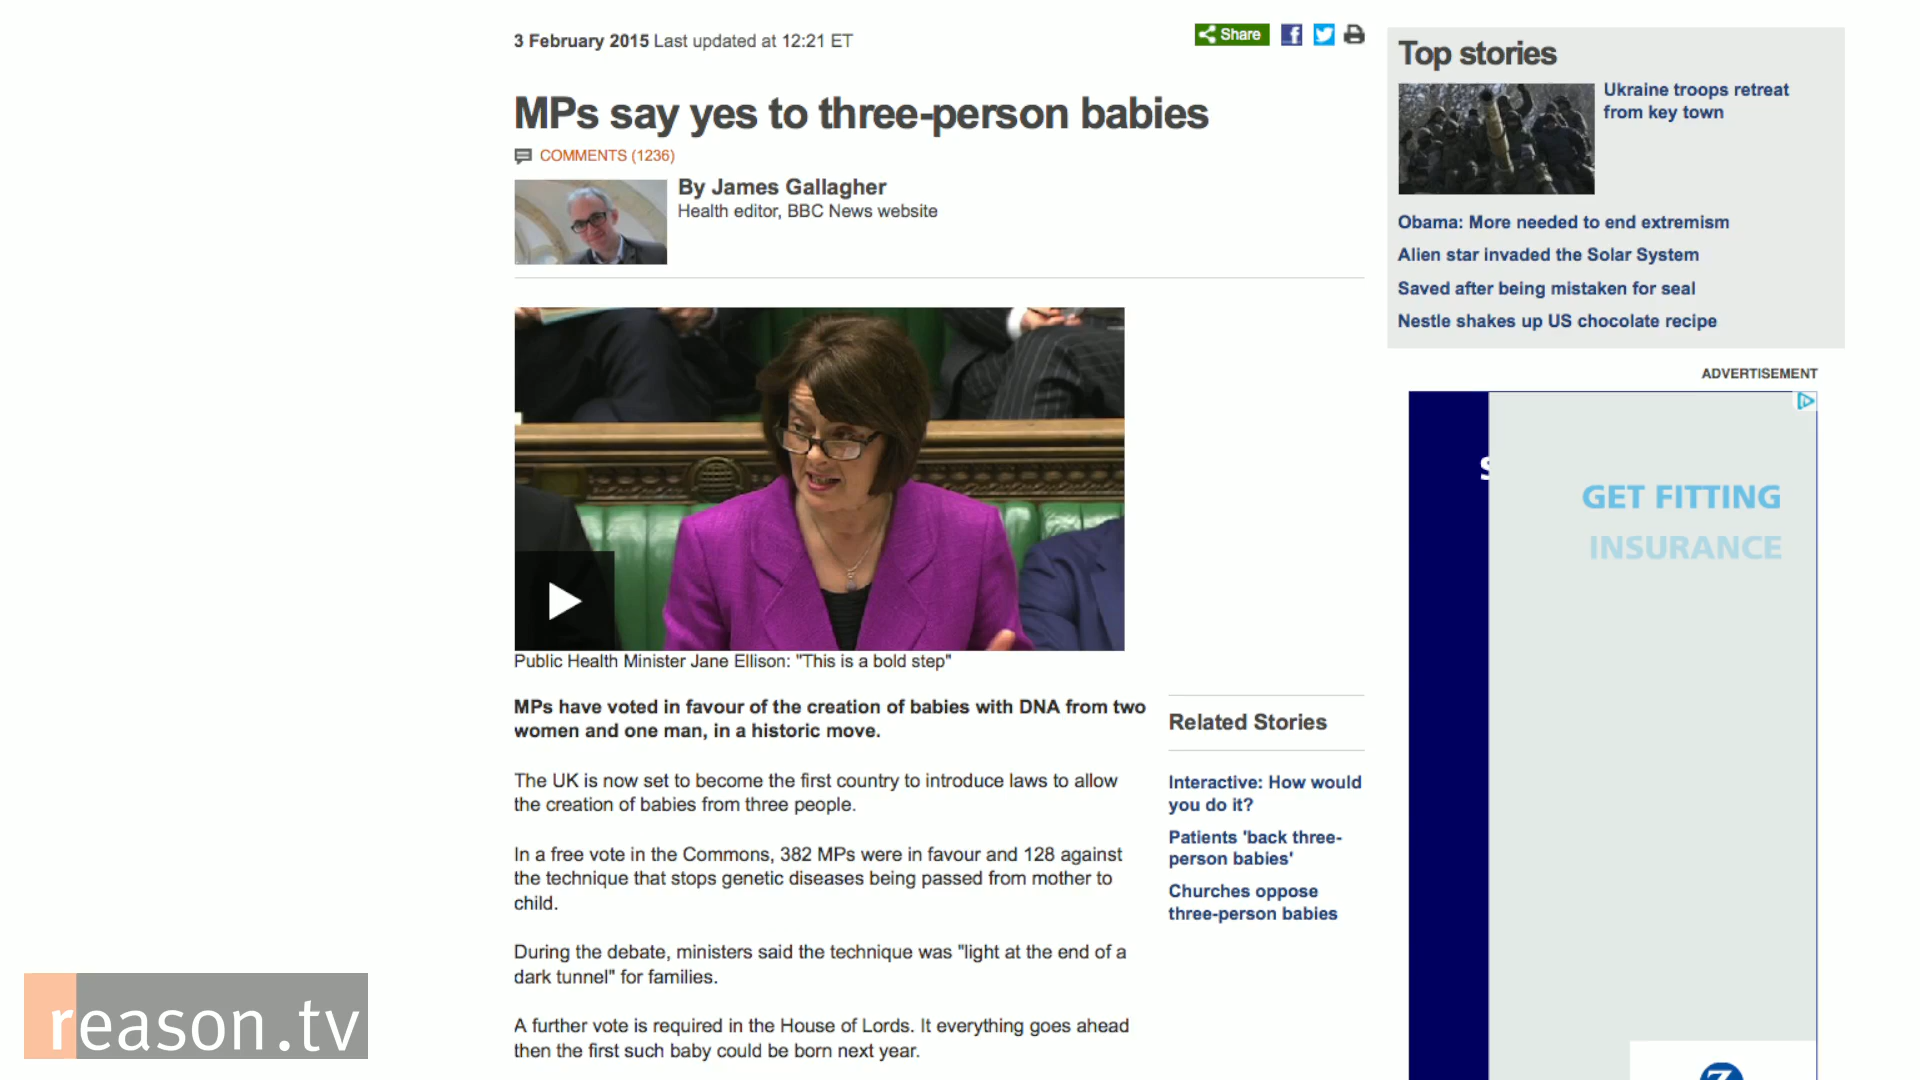 3 February 2015 Last updated at 12:21 ET
Share
MPs say yes to three-person babies
COMMENTS (1236)
By James Gallagher
Health editor, BBC News website
Public Health Minister Jane Ellison: "This is a bold step"
MPs have voted in favour of the creation of babies with DNA from two
women and one man, in a historic move.
The UK is now set to become the first country to introduce laws to allow
the creation of babies from three people.
In a free vote in the Commons, 382 MPs were in favour and 128 against
the technique that stops genetic diseases being passed from mother to
child.
During the debate, ministers said the technique was "light at the end of a
dark tunnel" for families.
A further vote is required in the House of Lords. It everything goes ahead
then the first such baby could be born next year.
Related Stories
Interactive: How would
you do it?
Patients 'back three-
person babies'
Churches oppose
three-person babies
Top stories
Ukraine troops retreat
from key town
Obama: More needed to end extremism
Alien star invaded the Solar System
Saved after being mistaken for seal
Nestle shakes up US chocolate recipe
ADVERTISEMENT
GET FITTING
INSURANCE
reason.tv